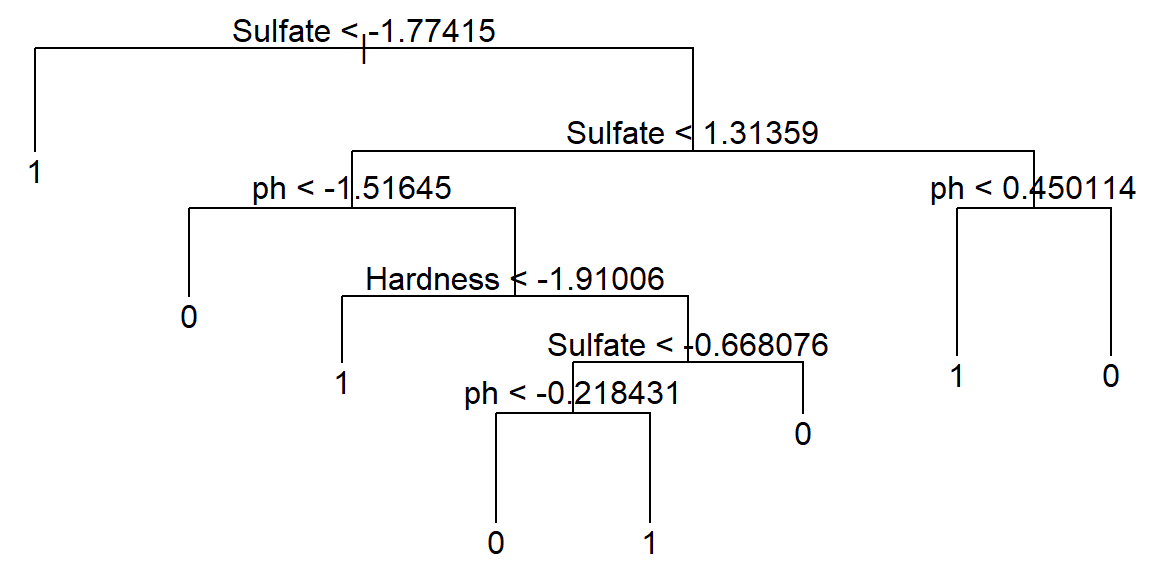 Sulfate < -1.77415
Sulfate < 1.31359
1
ph < -1.51645
ph < 0.450114
Hardness < -1.91006
0
Sulfate < -0.668076
1
1
0
ph < -0.218431
0
0
1